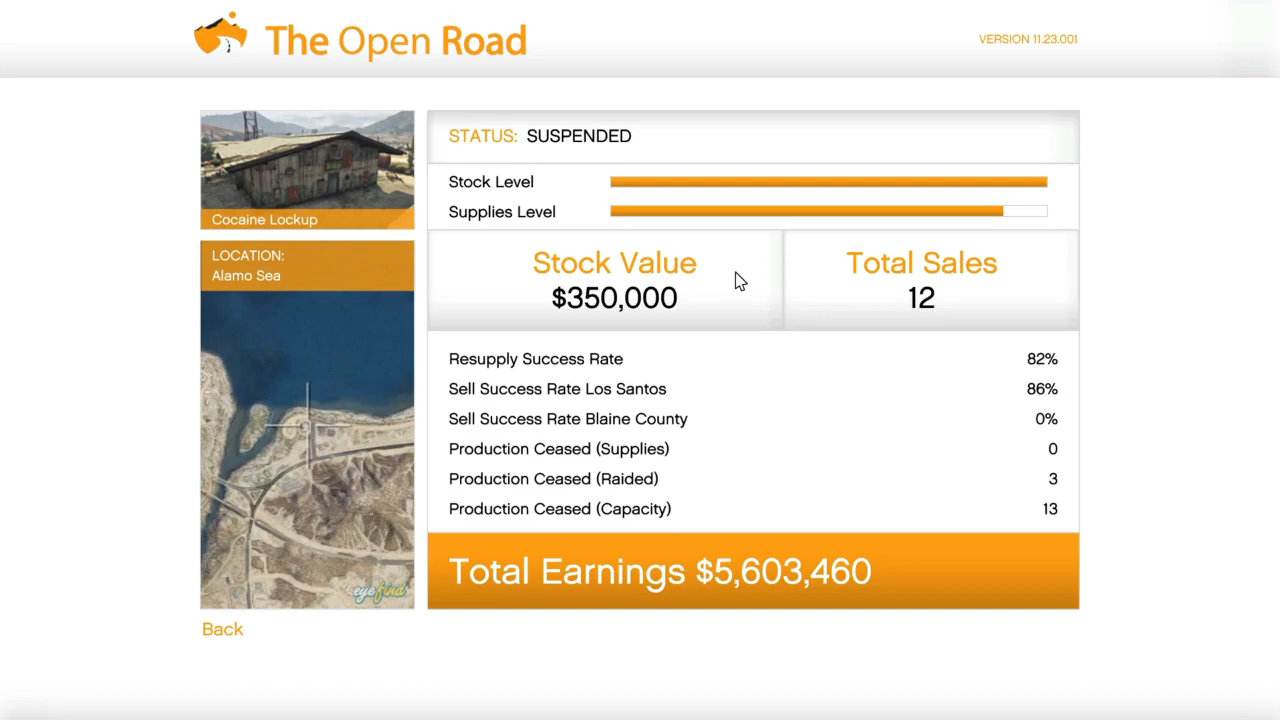 The Open Road
VERSION 11.23.001
Cocaine Lockup
LOCATION:
Alamo Sea
eyefind
Back
STATUS: SUSPENDED
Stock Level
Supplies Level
Stock Value
$350,000
Total Sales
12
Resupply Success Rate 82%
Sell Success Rate Los Santos 86%
Sell Success Rate Blaine County 0%
Production Ceased (Supplies) 0
Production Ceased (Raided) 3
Production Ceased (Capacity) 13
Total Earnings $5,603,460